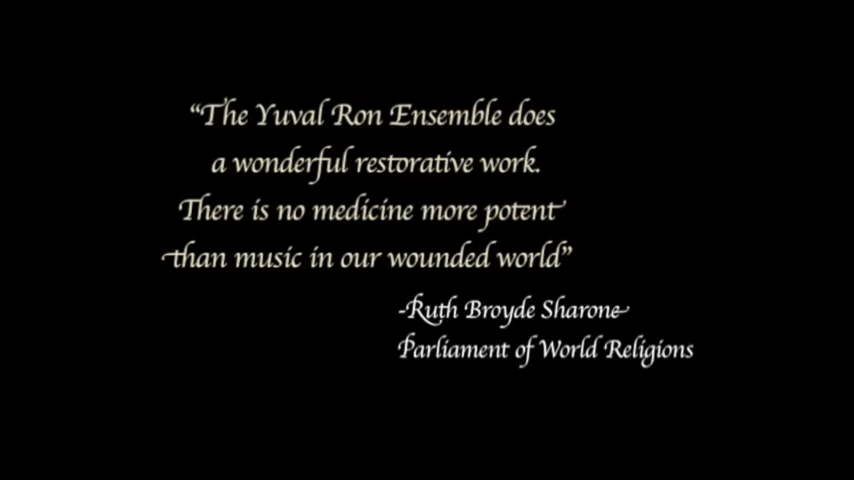 “The Yuval Ron Ensemble does
a wonderful restorative work.
There is no medicine more potent
than music in our wounded world”
-Ruth Broyde Sharone
Parliament of World Religions